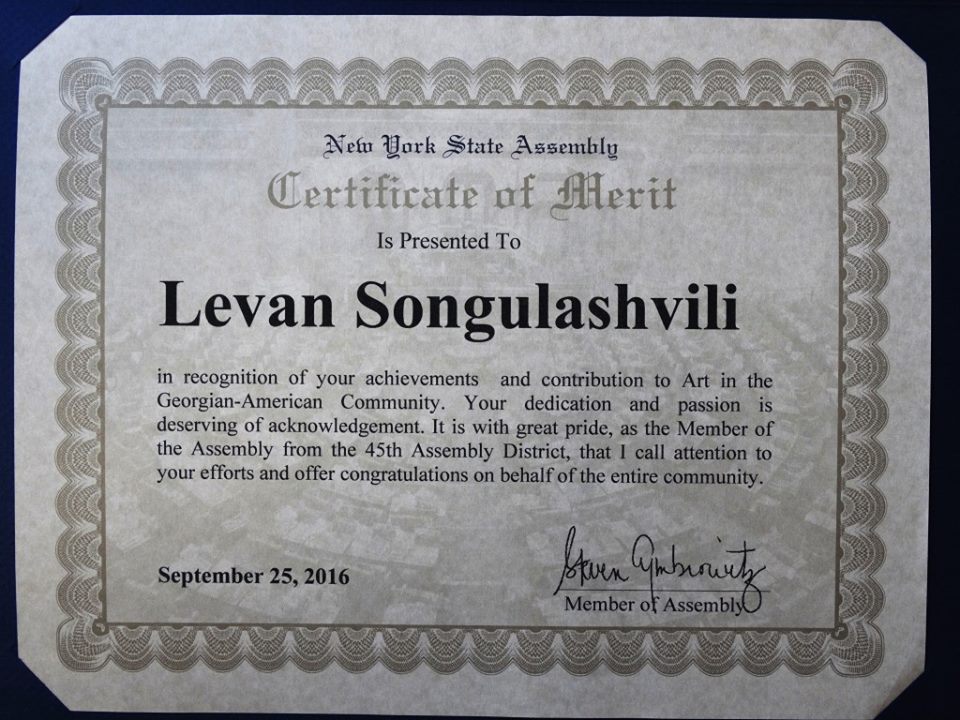 New York State Assembly
Certificate of Merit
Is Presented To
Levan Songulashvili
in recognition of your achievements and contribution to Art in the
Georgian-American Community. Your dedication and passion is
deserving of acknowledgement. It is with great pride, as the Member of
the Assembly from the 45th Assembly District, that I call attention to
your efforts and offer congratulations on behalf of the entire community.
Steven Cymbrowitz
September 25, 2016
Member of Assembly